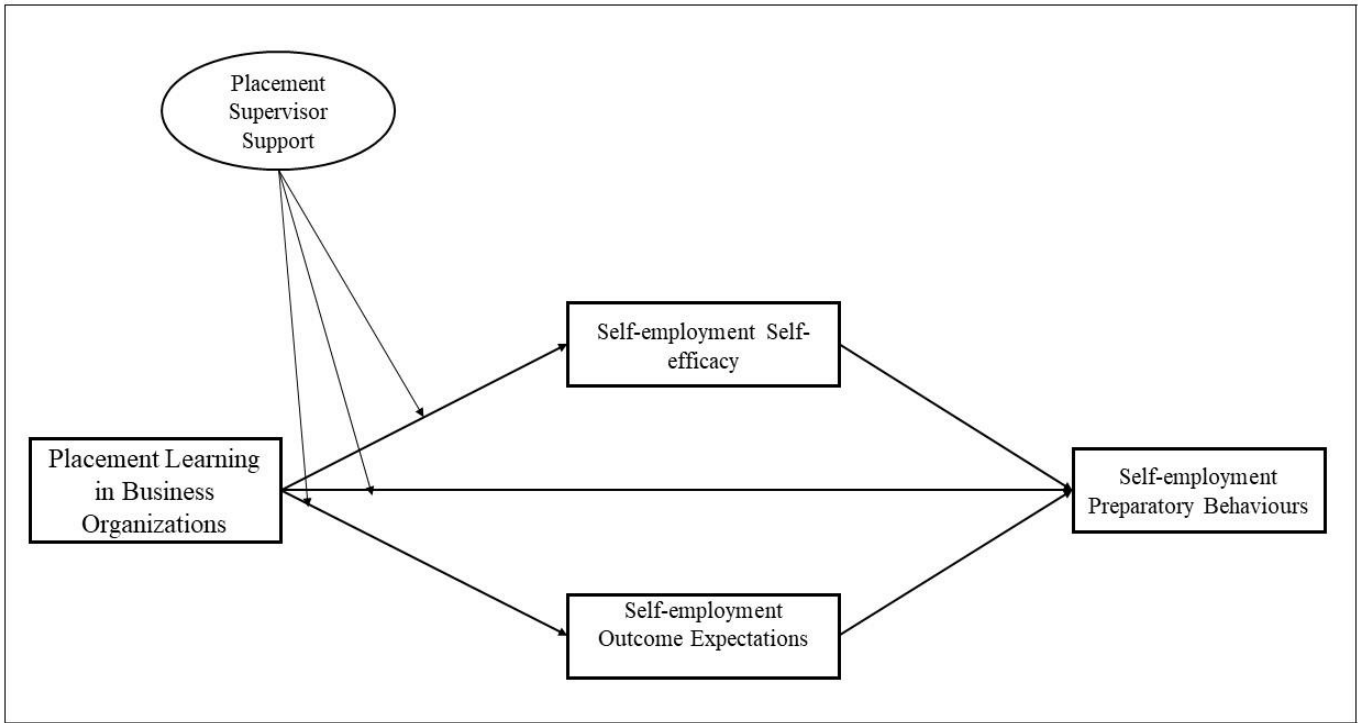 Placement
Supervisor
Support
Self-employment Self-
efficacy
Placement Learning
in Business
Organizations
Self-employment
Preparatory Behaviours
Self-employment
Outcome Expectations